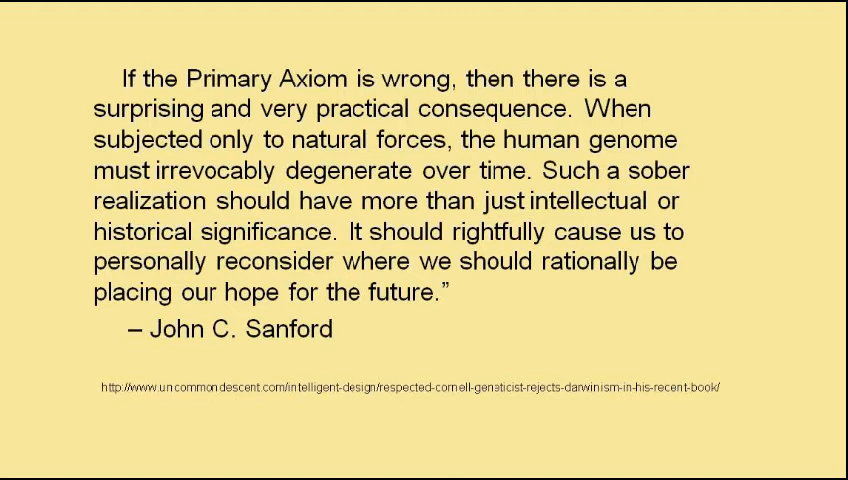 If the Primary Axiom is wrong, then there is a
surprising and very practical consequence. When
subjected only to natural forces, the human genome
must irrevocably degenerate over time. Such a sober
realization should have more than just intellectual or
historical significance. It should rightfully cause us to
personally reconsider where we should rationally be
placing our hope for the future.”
– John C. Sanford
http://www.uncommondescent.com/intelligent-design/respected-cornell-geneticist-rejects-darwinism-in-his-recent-book/